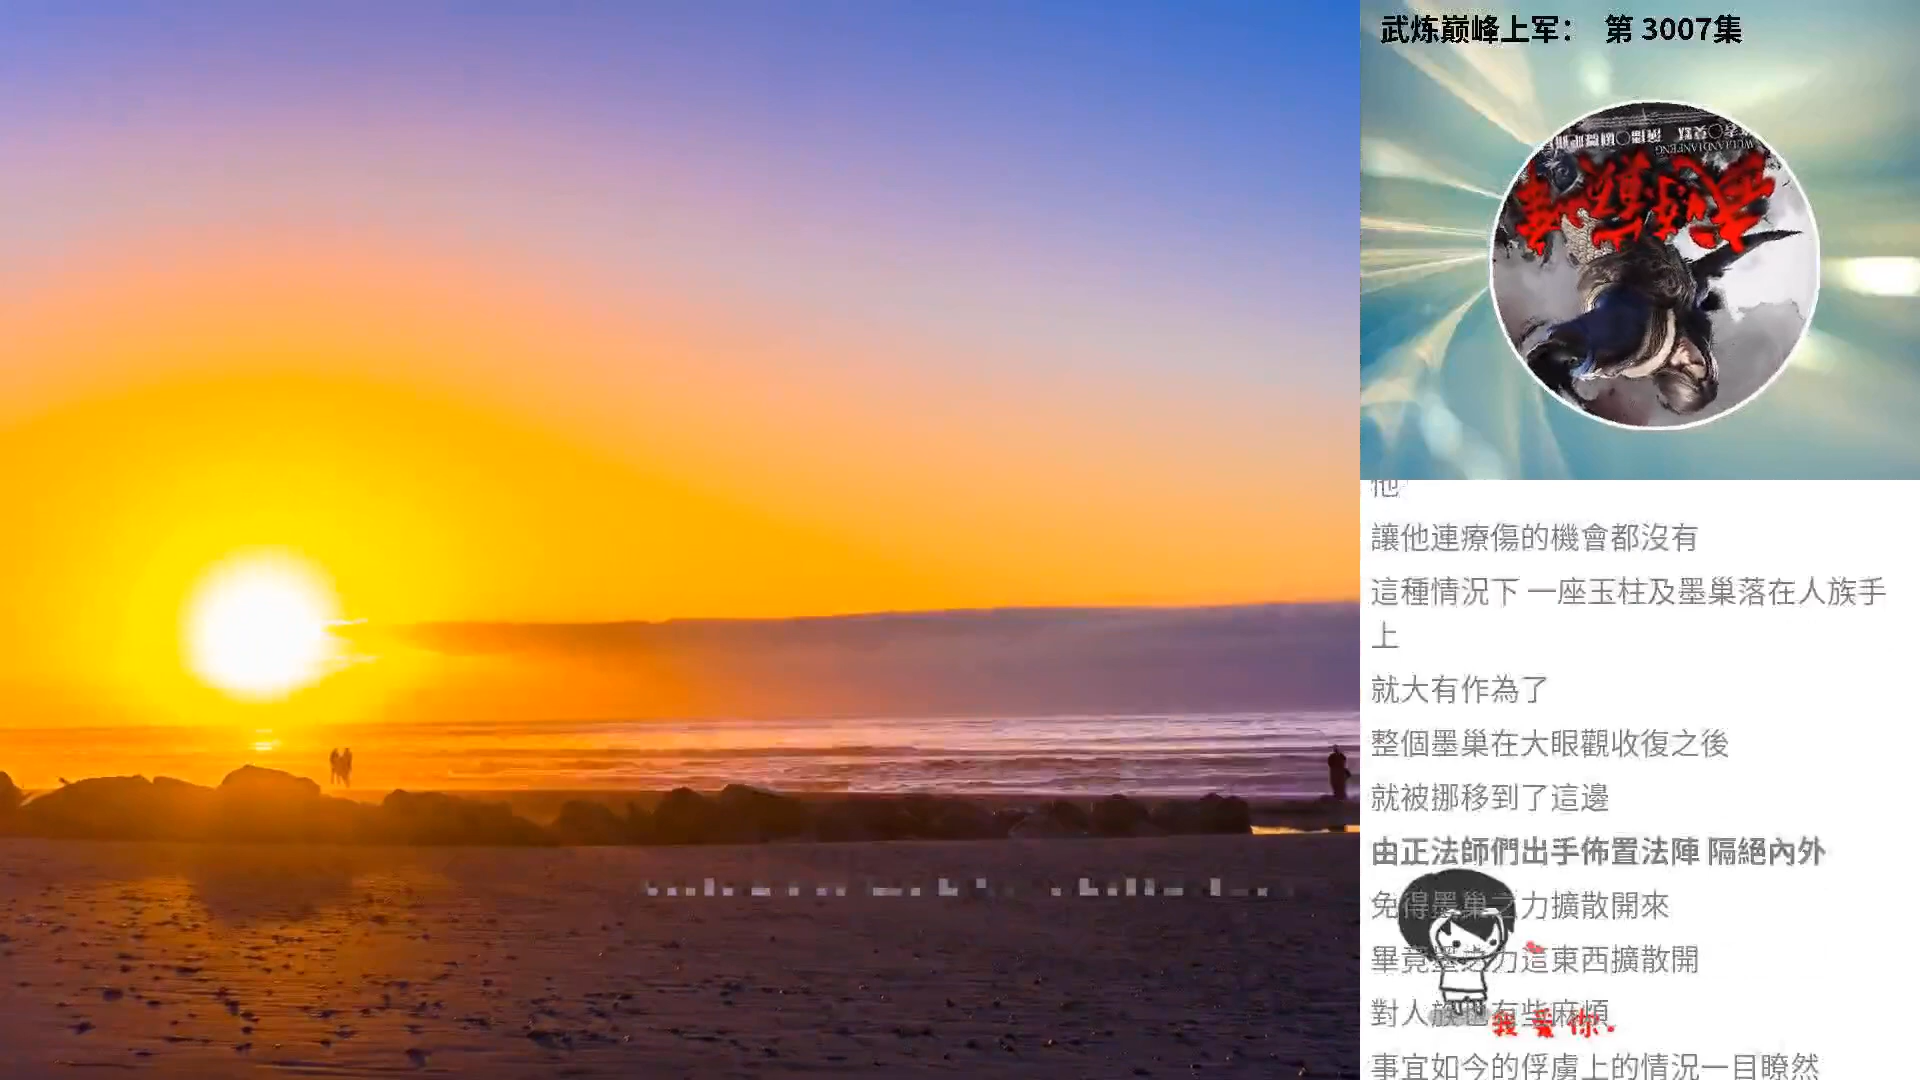 武炼巅峰上军： 第 3007集
WULIANDIANFENG
武煉巔峰
他
讓他連療傷的機會都沒有
這種情況下 一座玉柱及墨巢落在人族手
上
就大有作為了
整個墨巢在大眼觀收復之後
就被挪移到了這邊
由正法師們出手佈置法陣 隔絕內外
免得墨巢之力擴散開來
畢竟墨之力這東西擴散開
對人族也有些麻煩
我爱你.
事宜如今的俘虜上的情況一目瞭然